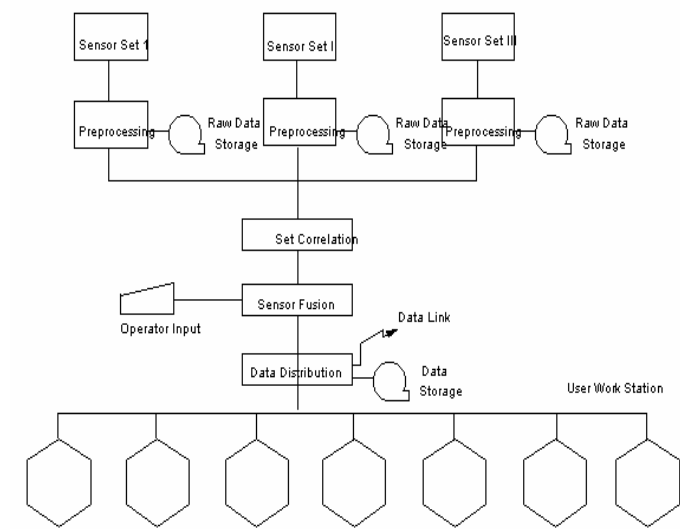 Sensor Set 1
Sensor Set I
Sensor Set III
Preprocessing
Raw Data
Storage
Preprocessing
Raw Data
Storage
Preprocessing
Raw Data
Storage
Set Correlation
Sensor Fusion
Operator Input
Data Link
Data Distribution
Data
Storage
User Work Station